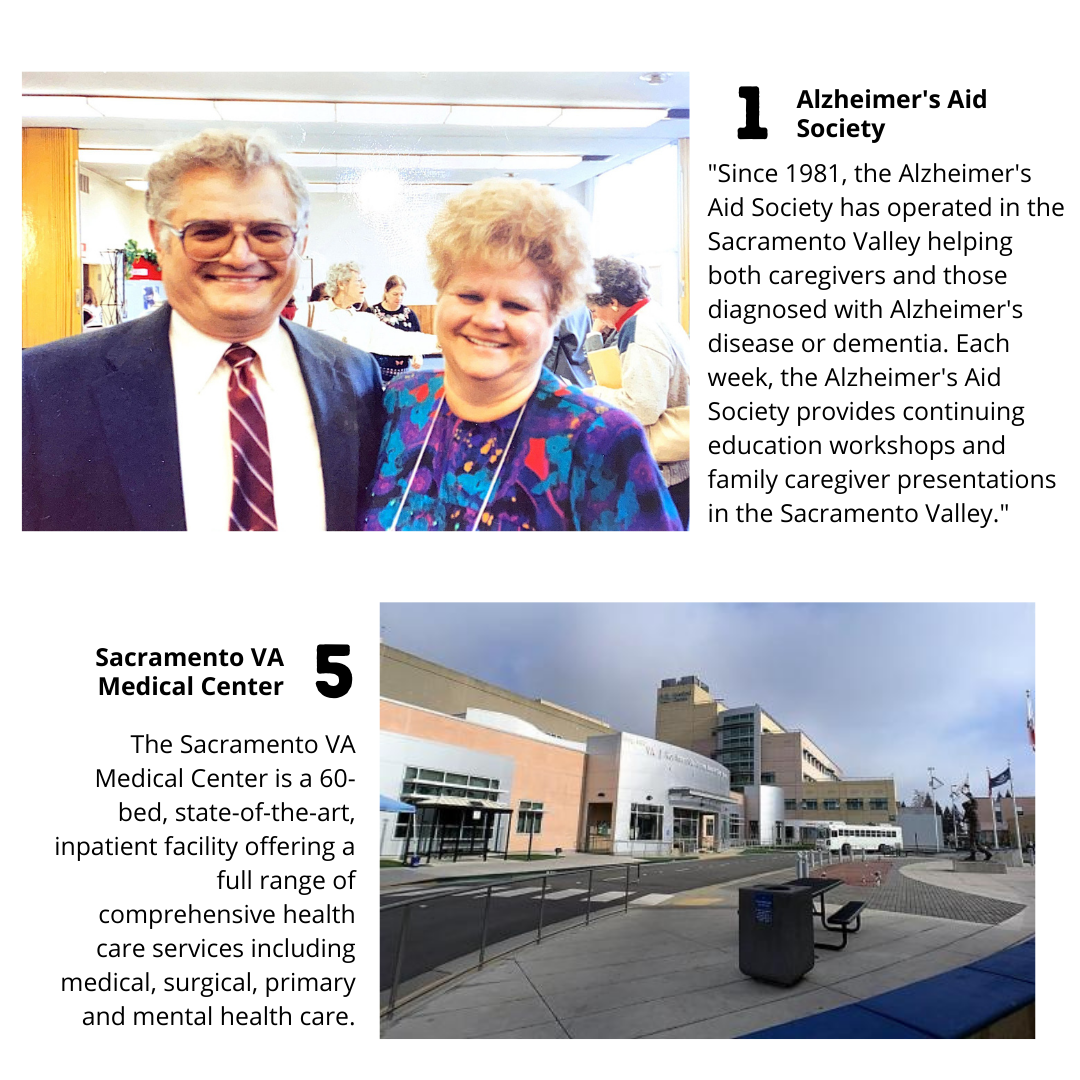 1
Alzheimer's Aid
Society
"Since 1981, the Alzheimer's
Aid Society has operated in the
Sacramento Valley helping
both caregivers and those
diagnosed with Alzheimer's
disease or dementia. Each
week, the Alzheimer's Aid
Society provides continuing
education workshops and
family caregiver presentations
in the Sacramento Valley."
Sacramento VA
Medical Center
5
The Sacramento VA
Medical Center is a 60-
bed, state-of-the-art,
inpatient facility offering a
full range of
comprehensive health
care services including
medical, surgical, primary
and mental health care.
VA